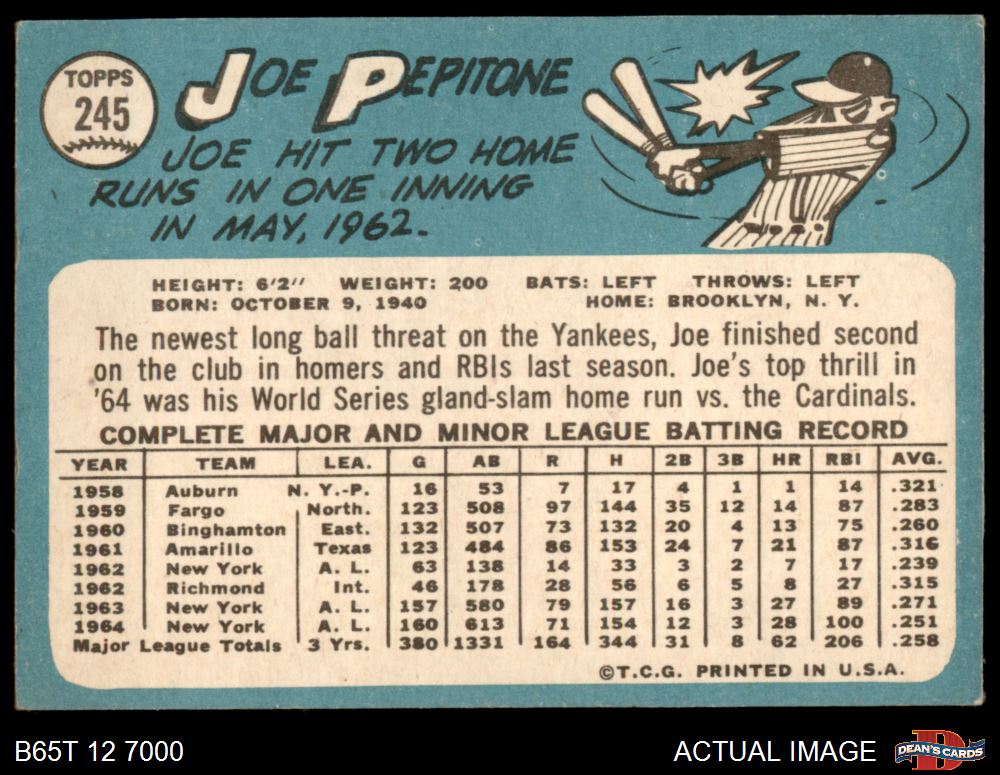 TOPPS
245
JOE PEPITONE
JOE HIT TWO HOME
RUNS IN ONE INNING
IN MAY, 1962.
HEIGHT: 6'2" WEIGHT: 200 BATS: LEFT THROWS: LEFT
BORN: OCTOBER 9, 1940 HOME: BROOKLYN, N. Y.
The newest long ball threat on the Yankees, Joe finished second
on the club in homers and RBIs last season. Joe's top thrill in
'64 was his World Series gland-slam home run vs. the Cardinals.
COMPLETE MAJOR AND MINOR LEAGUE BATTING RECORD
YEAR TEAM LEA. G AB R H 2B 3B HR RBI AVG.
1958 Auburn N. Y.-P. 16 53 7 17 4 1 1 14 .321
1959 Fargo North. 123 508 97 144 35 12 14 87 .283
1960 Binghamton East. 132 507 73 132 20 4 13 75 .260
1961 Amarillo Texas 123 484 86 153 24 7 21 87 .316
1962 New York A. L. 63 138 14 33 3 2 7 17 .239
1962 Richmond Int. 46 178 28 56 6 5 8 27 .315
1963 New York A. L. 157 580 79 157 16 3 27 89 .271
1964 New York A. L. 160 613 71 154 12 3 28 100 .251
Major League Totals 3 Yrs. 380 1331 164 344 31 8 62 206 .258
©T.C.G. PRINTED IN U.S.A.
B65T 12 7000 ACTUAL IMAGE DEAN'S CARDS